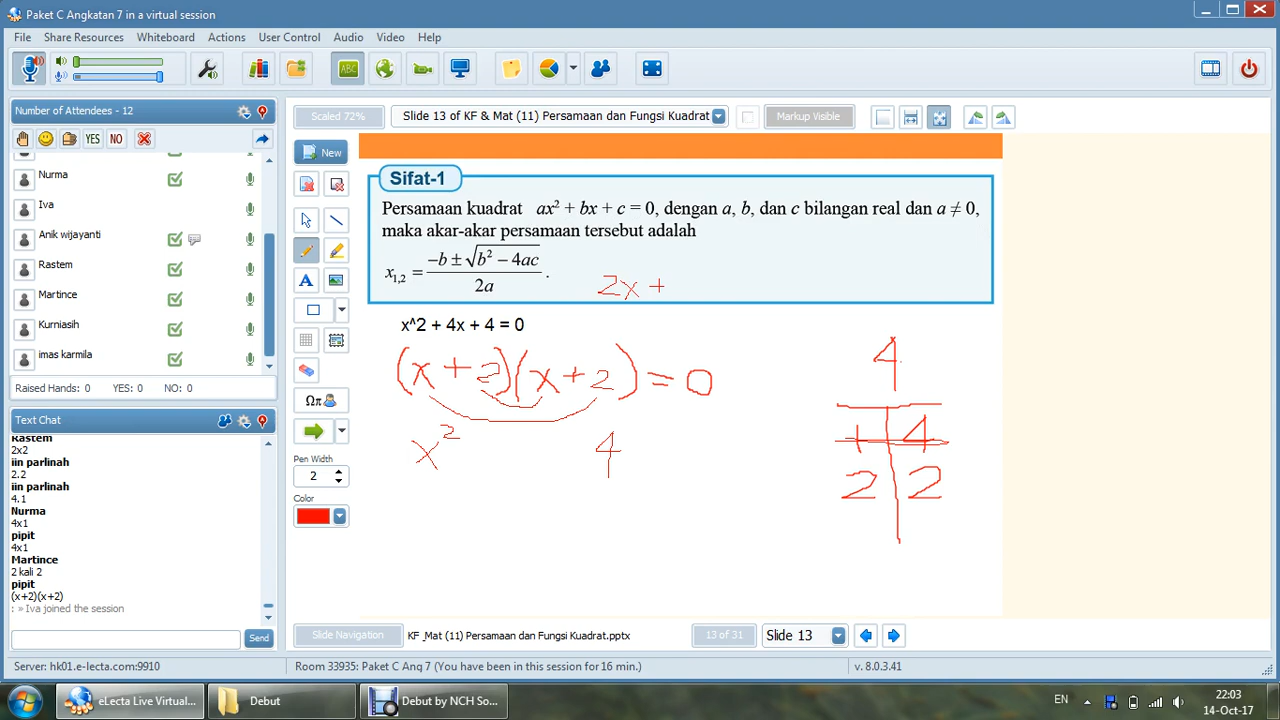 Paket C Angkatan 7 in a virtual session
File Share Resources Whiteboard Actions User Control Audio Video Help
ABC
Number of Attendees - 12
YES NO
Nurma
Iva
Anik wijayanti
Rastem
Martince
Kurniasih
imas karmila
Raised Hands: 0 YES: 0 NO: 0
Text Chat
Rastem
2x2
iin parlinah
2.2
iin parlinah
4.1
Nurma
4x1
pipit
4x1
Martince
2 kali 2
pipit
(x+2)(x+2)
: » Iva joined the session
Send
Scaled 72%
Slide 13 of KF & Mat (11) Persamaan dan Fungsi Kuadrat
Markup Visible
New
A
Ωπ
Pen Width
2
Color
Sifat-1
Persamaan kuadrat ax² + bx + c = 0, dengan a, b, dan c bilangan real dan a ≠ 0,
maka akar-akar persamaan tersebut adalah
x₁,₂ = (−b ± √(b² − 4ac)) / 2a .
2x +
x^2 + 4x + 4 = 0
(x + 2)(x + 2) = 0
x² 4
4
1 4
2 2
Slide Navigation
KF _Mat (11) Persamaan dan Fungsi Kuadrat.pptx
13 of 31
Slide 13
Server: hk01.e-lecta.com:9910
Room 33935: Paket C Ang 7 (You have been in this session for 16 min.)
v. 8.0.3.41
eLecta Live Virtual...
Debut
Debut by NCH So...
EN
22:03
14-Oct-17